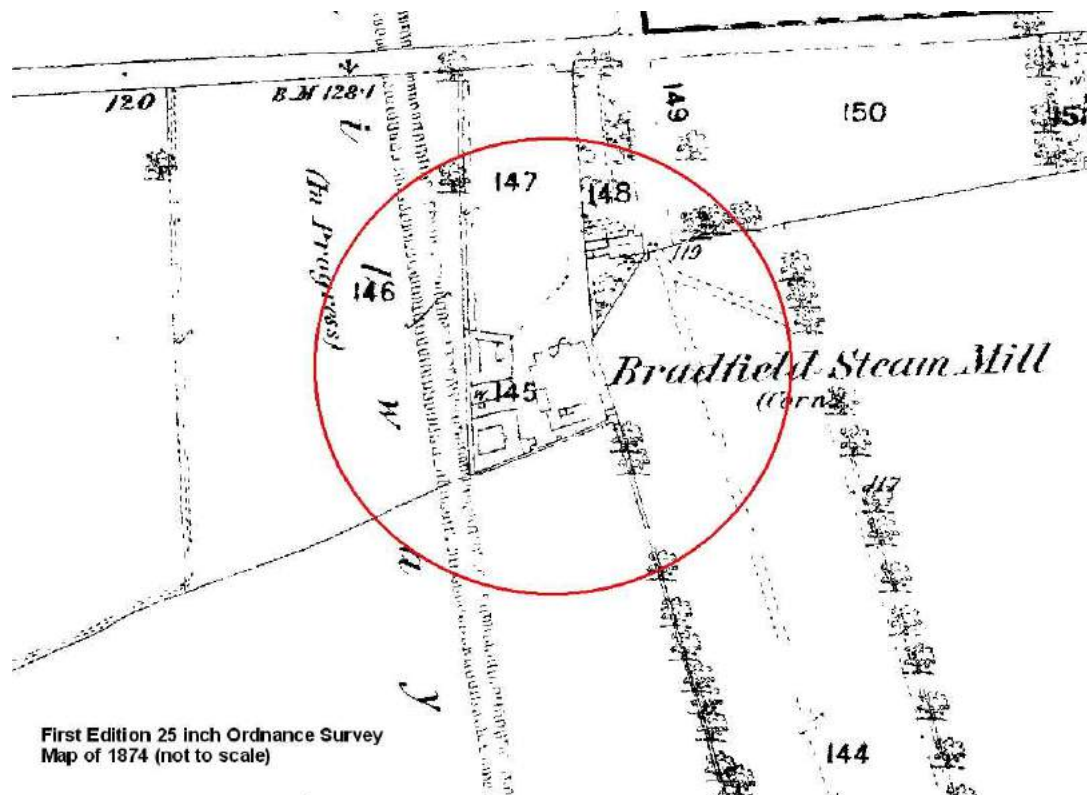 120
B.M 128.1
149
150
151
147
148
(In Progress)
146
119
Bradfield Steam Mill
(Corn)
145
117
i
l
w
a
y
144
First Edition 25 inch Ordnance Survey
Map of 1874 (not to scale)